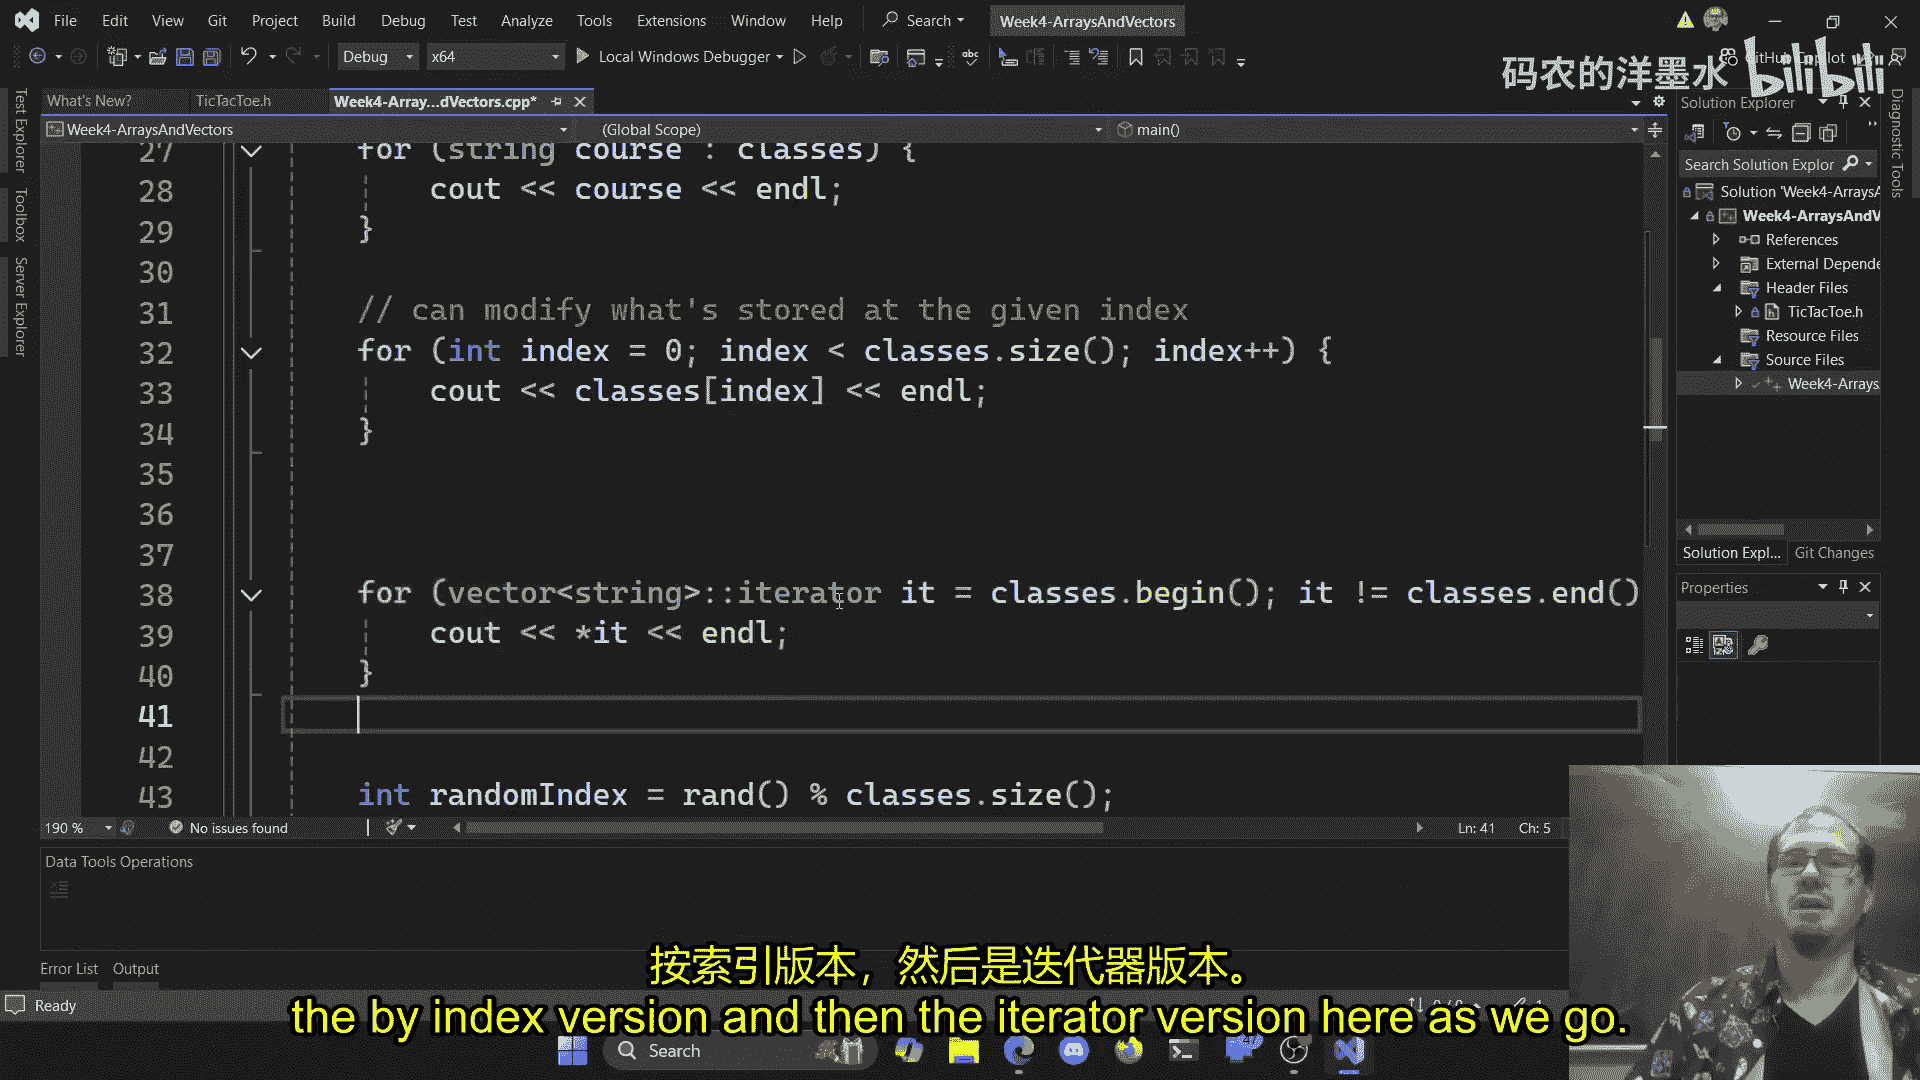 File Edit View Git Project Build Debug Test Analyze Tools Extensions Window Help Search Week4-ArraysAndVectors
Debug x64 Local Windows Debugger
码农的洋墨水 bilibili
What's New? TicTacToe.h Week4-Array...dVectors.cpp*
Solution Explorer
Week4-ArraysAndVectors (Global Scope) main()
Test Explorer
Toolbox
Server Explorer
Diagnostic Tools
27 for (string course : classes) {
28 cout << course << endl;
29 }
30
31 // can modify what's stored at the given index
32 for (int index = 0; index < classes.size(); index++) {
33 cout << classes[index] << endl;
34 }
35
36
37
38 for (vector<string>::iterator it = classes.begin(); it != classes.end()
39 cout << *it << endl;
40 }
41
42
43 int randomIndex = rand() % classes.size();
Search Solution Explor
Solution 'Week4-ArraysA
Week4-ArraysAndV
References
External Depende
Header Files
TicTacToe.h
Resource Files
Source Files
Week4-Arrays
Solution Expl... Git Changes
Properties
190 % No issues found Ln: 41 Ch: 5
Data Tools Operations
Error List Output
Ready
按索引版本，然后是迭代器版本。
the by index version and then the iterator version here as we go.
Search